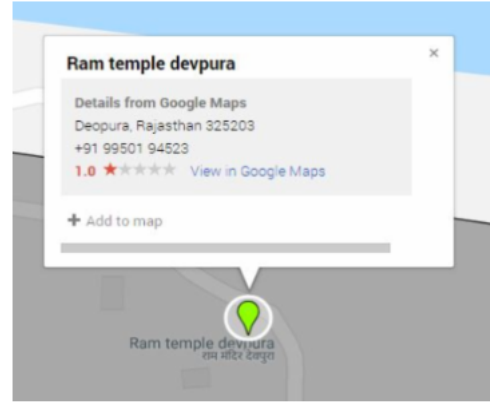 Ram temple devpura
×
Details from Google Maps
Deopura, Rajasthan 325203
+91 99501 94523
1.0 View in Google Maps
+ Add to map
Ram temple devpura
राम मंदिर देवपुरा